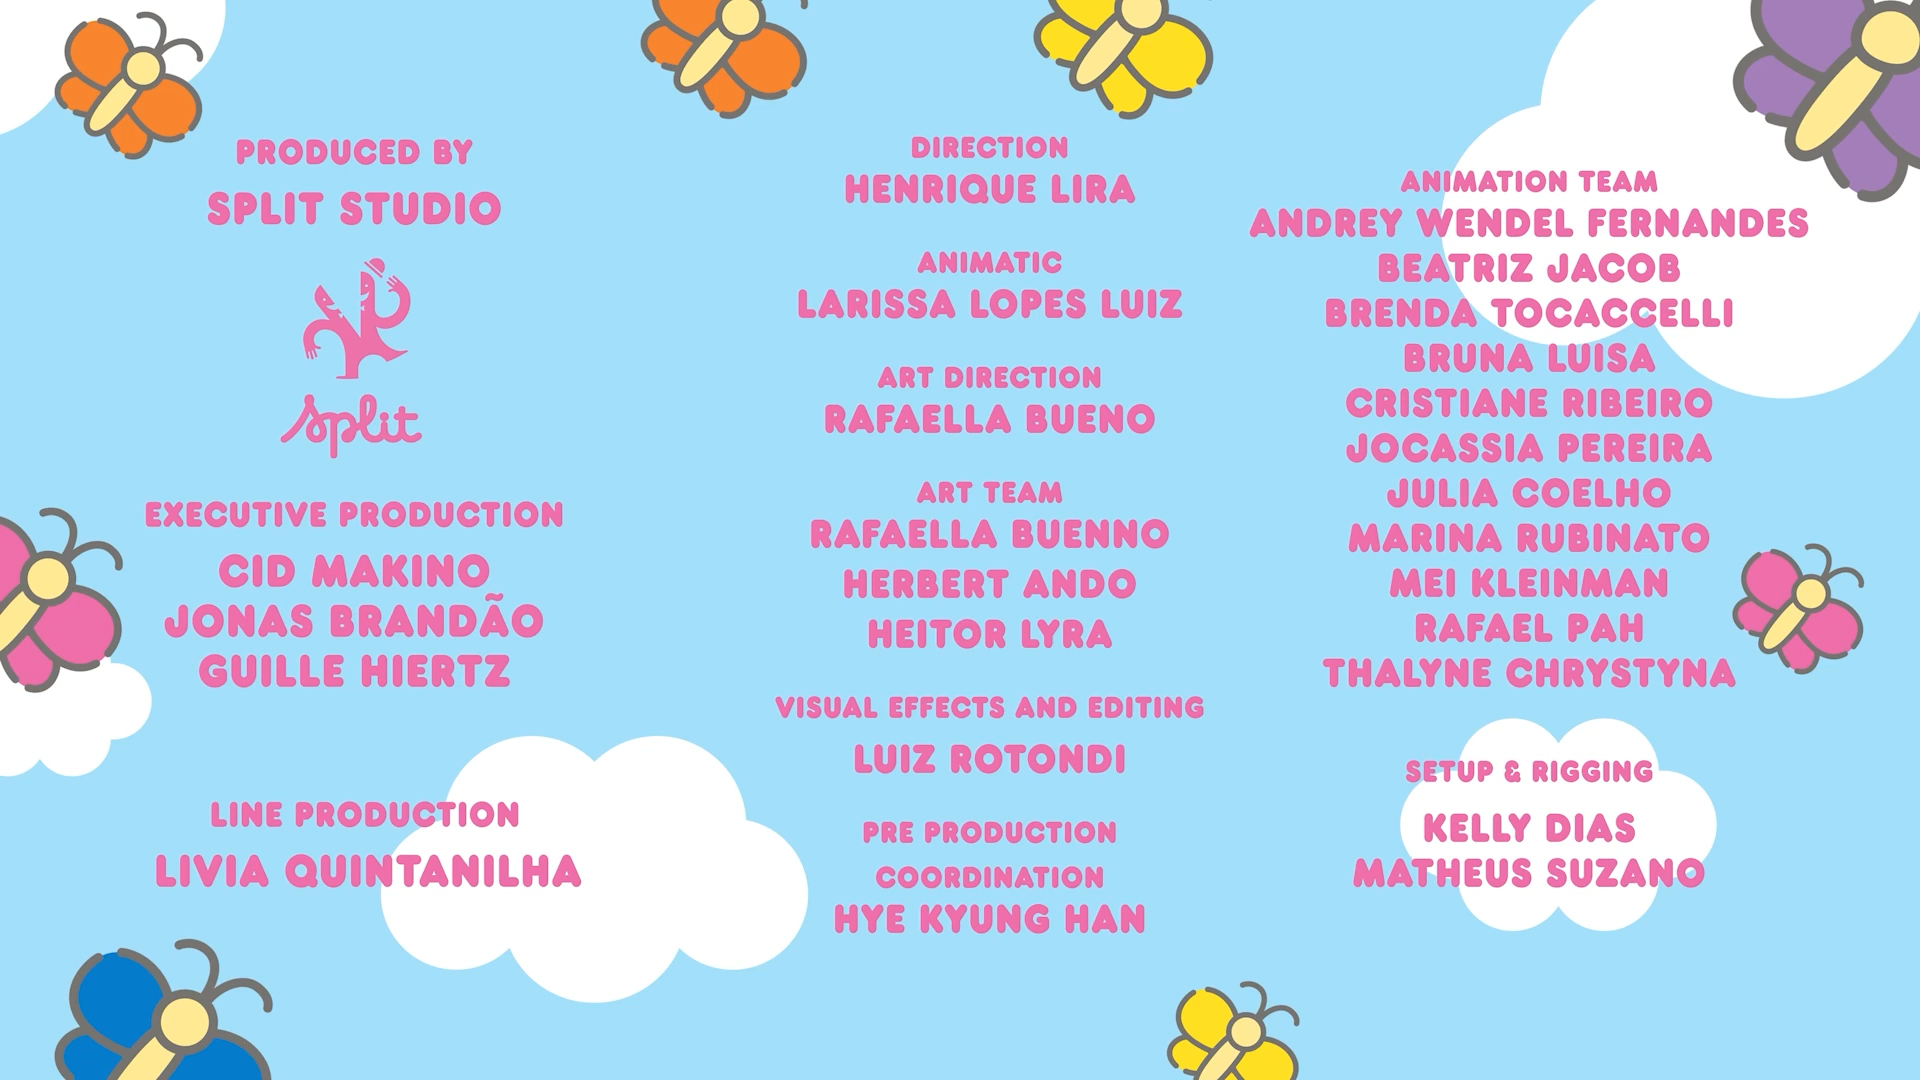 PRODUCED BY
SPLIT STUDIO
split
EXECUTIVE PRODUCTION
CID MAKINO
JONAS BRANDÃO
GUILLE HIERTZ
LINE PRODUCTION
LIVIA QUINTANILHA
DIRECTION
HENRIQUE LIRA
ANIMATIC
LARISSA LOPES LUIZ
ART DIRECTION
RAFAELLA BUENO
ART TEAM
RAFAELLA BUENNO
HERBERT ANDO
HEITOR LYRA
VISUAL EFFECTS AND EDITING
LUIZ ROTONDI
PRE PRODUCTION
COORDINATION
HYE KYUNG HAN
ANIMATION TEAM
ANDREY WENDEL FERNANDES
BEATRIZ JACOB
BRENDA TOCACCELLI
BRUNA LUISA
CRISTIANE RIBEIRO
JOCASSIA PEREIRA
JULIA COELHO
MARINA RUBINATO
MEI KLEINMAN
RAFAEL PAH
THALYNE CHRYSTYNA
SETUP & RIGGING
KELLY DIAS
MATHEUS SUZANO